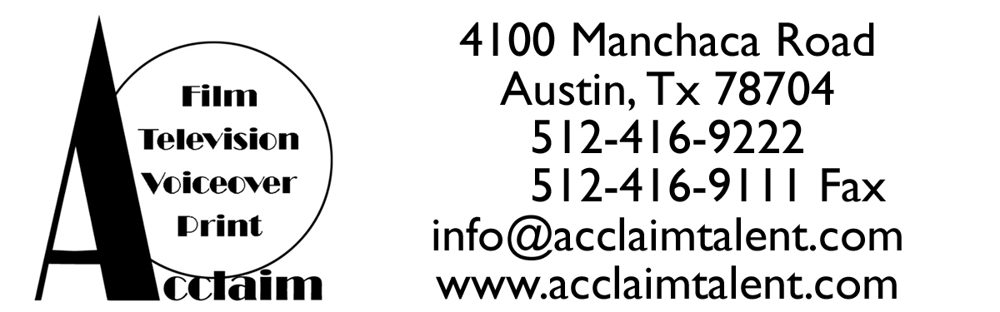 Film
Television
Voiceover
Print
Acclaim
4100 Manchaca Road
Austin, Tx 78704
512-416-9222
512-416-9111 Fax
info@acclaimtalent.com
www.acclaimtalent.com